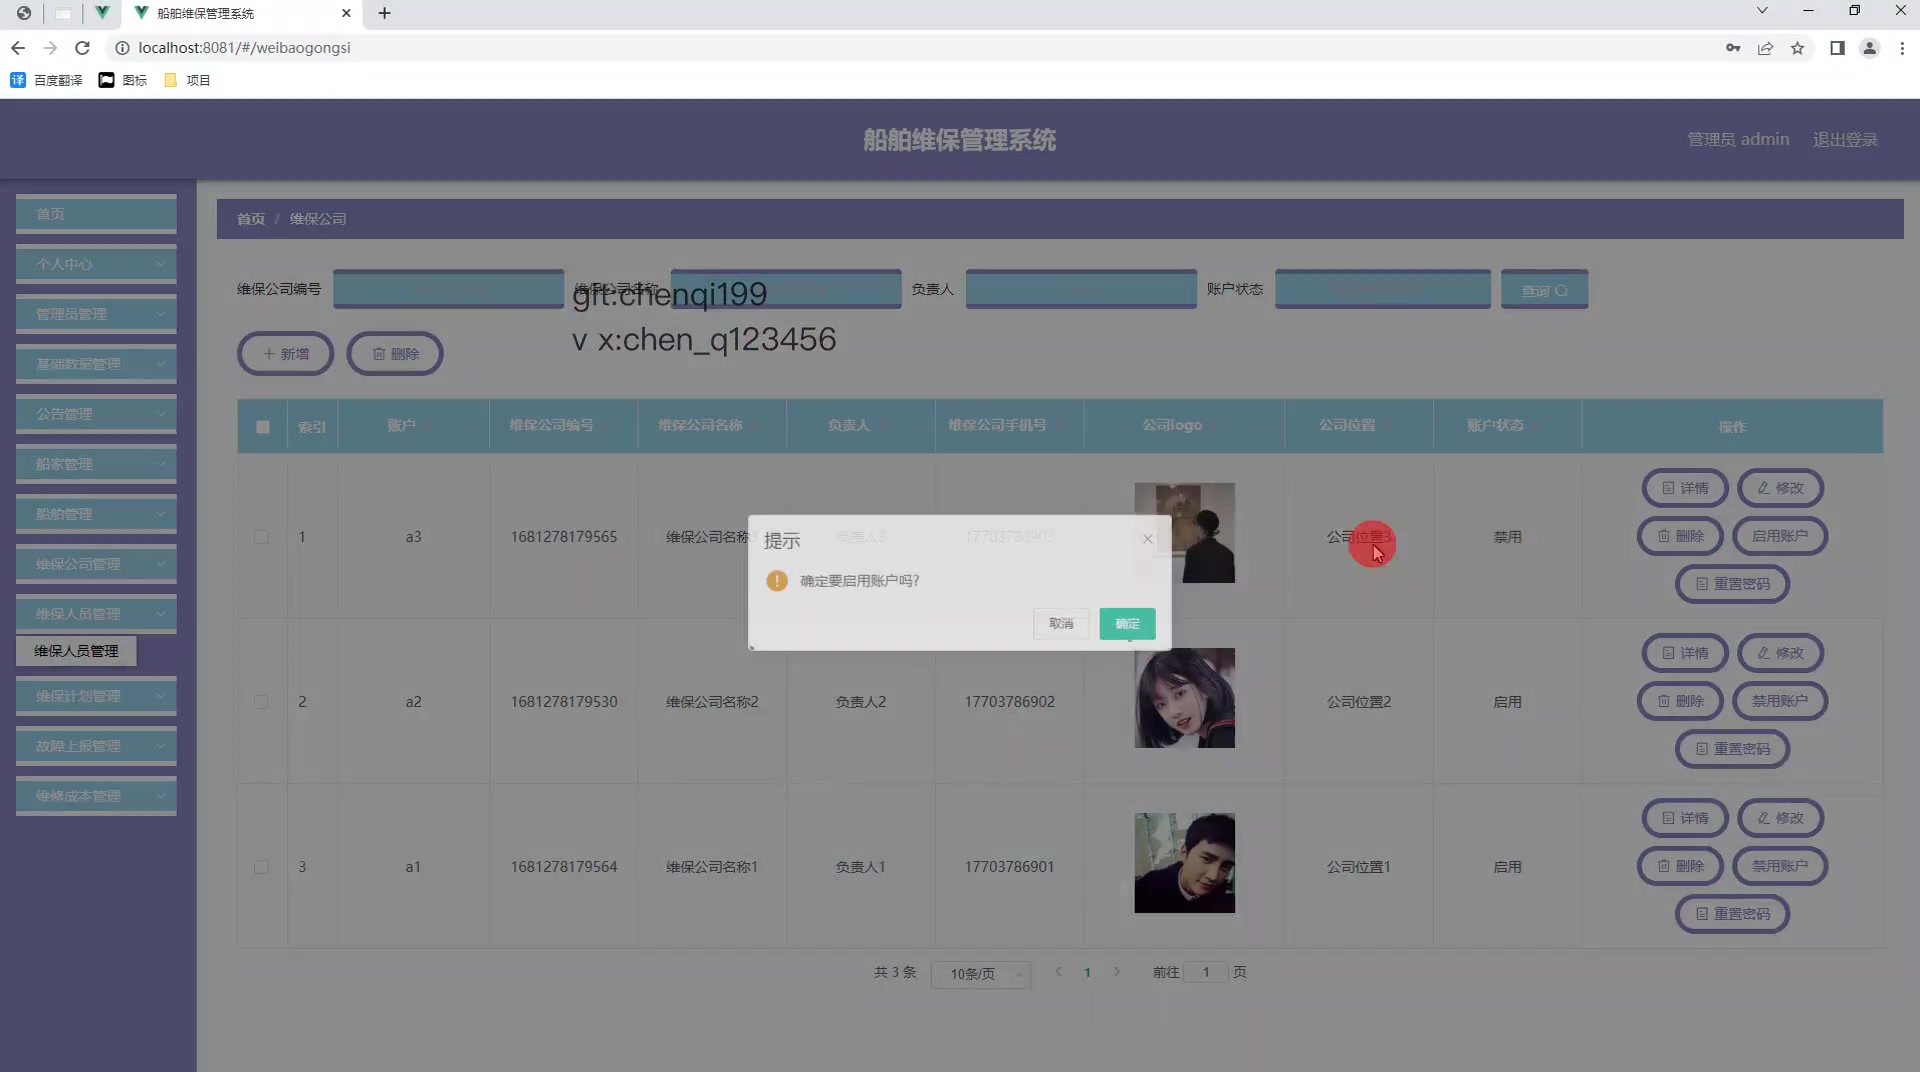 船舶维保管理系统
localhost:8081/#/weibaogongsi
百度翻译 图标 项目
船舶维保管理系统
管理员 admin 退出登录
首页
个人中心
管理员管理
基础数据管理
公告管理
船家管理
船舶管理
维保公司管理
维保人员管理
维保人员管理
维保计划管理
故障上报管理
维修成本管理
首页 / 维保公司
维保公司编号 维保公司名称 负责人 账户状态 查询
git:chenqi199
v x:chen_q123456
新增 删除
索引 账户 维保公司编号 维保公司名称 负责人 维保公司手机号 公司logo 公司位置 账户状态 操作
1 a3 1681278179565 维保公司名称3 负责人3 17703786903 公司位置3 禁用
详情 修改
删除 启用账户
重置密码
提示
确定要启用账户吗?
取消 确定
2 a2 1681278179530 维保公司名称2 负责人2 17703786902 公司位置2 启用
详情 修改
删除 禁用账户
重置密码
3 a1 1681278179564 维保公司名称1 负责人1 17703786901 公司位置1 启用
详情 修改
删除 禁用账户
重置密码
共 3 条 10条/页 1 前往 1 页